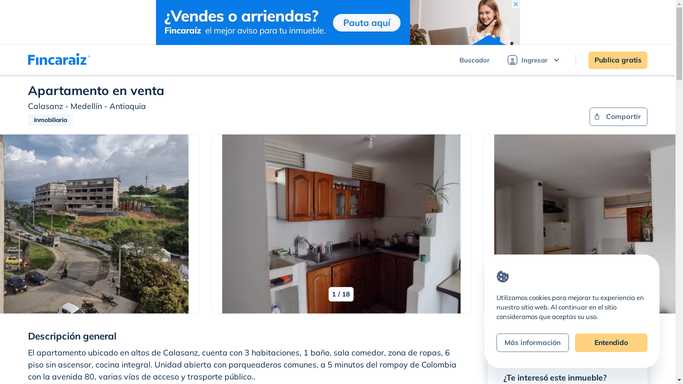 ¿Vendes o arriendas?
Fincaraíz el mejor aviso para tu inmueble.
Pauta aquí
Fincaraíz
Buscador
Ingresar
Publica gratis
Apartamento en venta
Calasanz - Medellín - Antioquia
Inmobiliaria
Compartir
1 / 18
Utilizamos cookies para mejorar tu experiencia en
nuestro sitio web. Al continuar en el sitio
consideramos que aceptas su uso.
Más información
Entendido
Descripción general
El apartamento ubicado en altos de Calasanz, cuenta con 3 habitaciones, 1 baño, sala comedor, zona de ropas, 6
piso sin ascensor, cocina integral. Unidad abierta con parqueaderos comunes, a 5 minutos del rompoy de Colombia
con la avenida 80, varias vías de acceso y trasporte público..
¿Te interesó este inmueble?